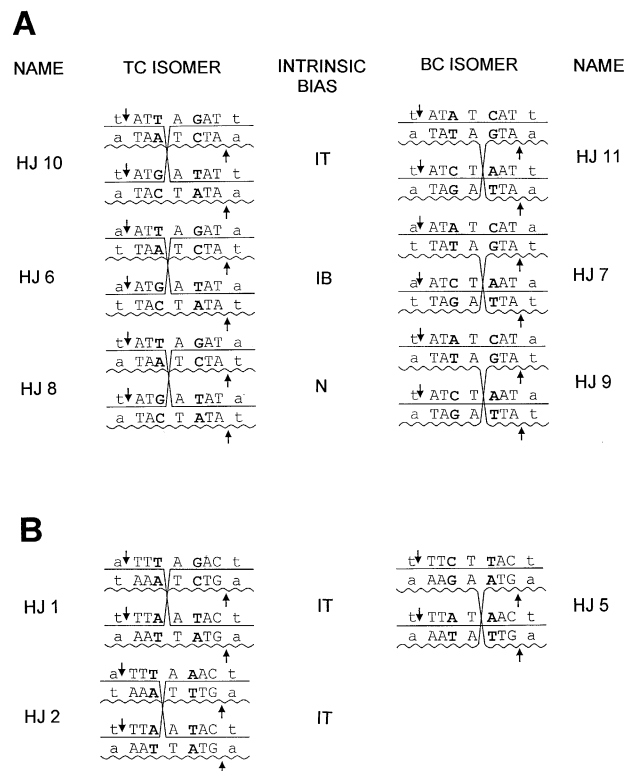 A
NAME TC ISOMER INTRINSIC BIAS BC ISOMER NAME
t ATT A GAT t t ATA T CAT t
a TAA T CTA a a TAT A GTA a
HJ 10 IT HJ 11
t ATG A TAT t t ATC T AAT t
a TAC T ATA a a TAG A TTA a
a ATT A GAT a a ATA T CAT a
t TAA T CTA t t TAT A GTA t
HJ 6 IB HJ 7
a ATG A TAT a a ATC T AAT a
t TAC T ATA t t TAG A TTA t
t ATT A GAT a t ATA T CAT a
a TAA T CTA t a TAT A GTA t
HJ 8 N HJ 9
t ATG A TAT a t ATC T AAT a
a TAC T ATA t a TAG A TTA t
B
a TTT A GAC t t TTC T TAC t
t AAA T CTG a a AAG A ATG a
HJ 1 IT HJ 5
t TTA A TAC t t TTA T AAC t
a AAT T ATG a a AAT A TTG a
a TTT A AAC t
t AAA T TTG a
HJ 2 IT
t TTA A TAC t
a AAT T ATG a